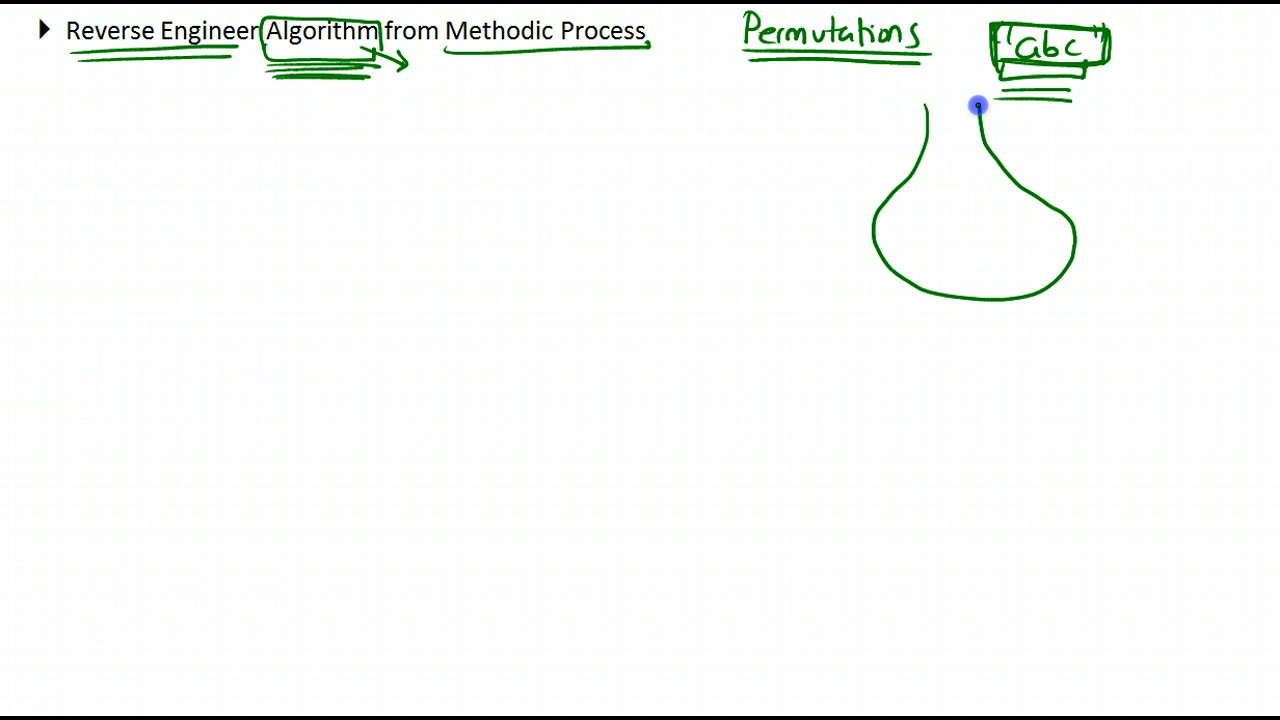 Reverse Engineer Algorithm from Methodic Process
Permutations "abc"